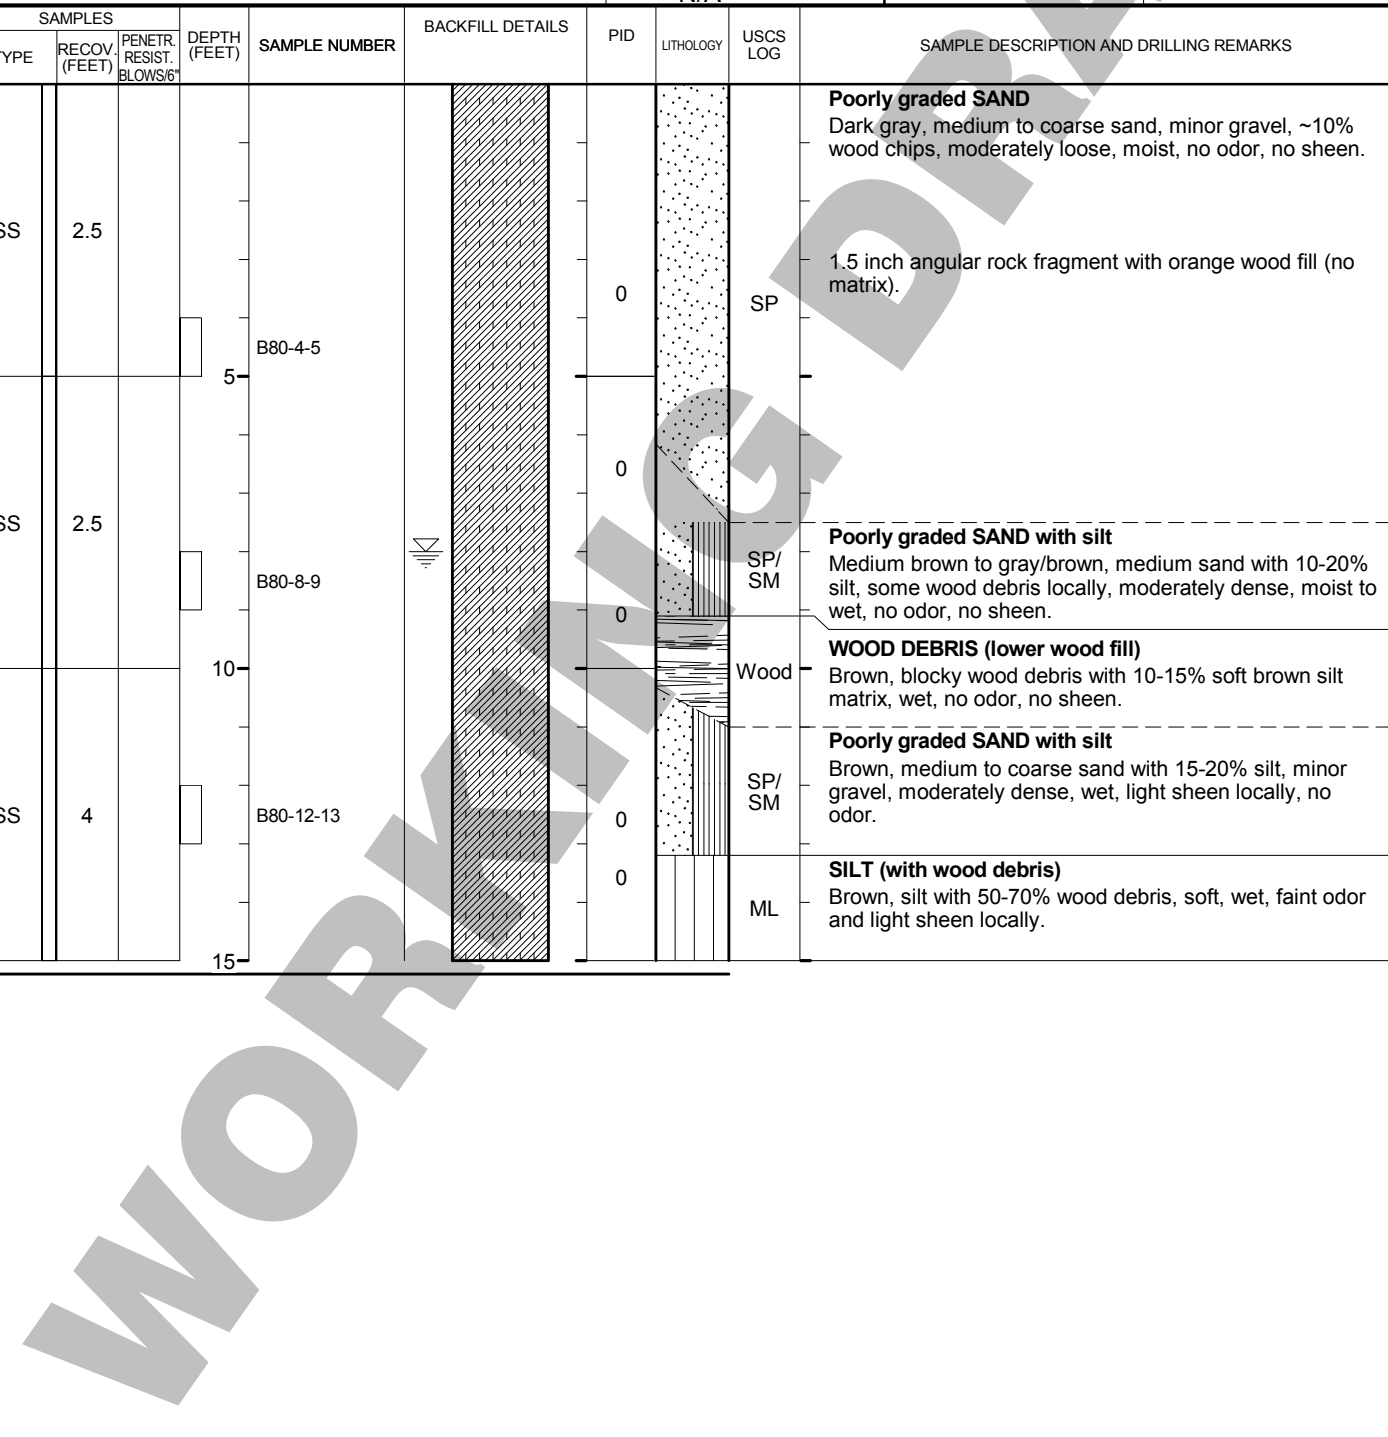 SAMPLES
RECOV.
(FEET)
PENETR.
RESIST.
BLOWS/6"
DEPTH
(FEET)
SAMPLE NUMBER
BACKFILL DETAILS
PID
LITHOLOGY
USCS
LOG
SAMPLE DESCRIPTION AND DRILLING REMARKS
Poorly graded SAND
Dark gray, medium to coarse sand, minor gravel, ~10%
wood chips, moderately loose, moist, no odor, no sheen.
2.5
1.5 inch angular rock fragment with orange wood fill (no
matrix).
0
SP
B80-4-5
5
0
2.5
Poorly graded SAND with silt
SP/
SM
Medium brown to gray/brown, medium sand with 10-20%
silt, some wood debris locally, moderately dense, moist to
wet, no odor, no sheen.
B80-8-9
0
WOOD DEBRIS (lower wood fill)
10
Wood
Brown, blocky wood debris with 10-15% soft brown silt
matrix, wet, no odor, no sheen.
Poorly graded SAND with silt
Brown, medium to coarse sand with 15-20% silt, minor
gravel, moderately dense, wet, light sheen locally, no
odor.
SP/
SM
4
B80-12-13
0
SILT (with wood debris)
0
Brown, silt with 50-70% wood debris, soft, wet, faint odor
and light sheen locally.
ML
15
WORKING